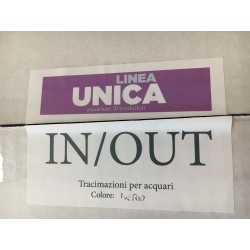 LINEA
UNICA
IN/OUT
Tracimazioni per acquari
Colore: